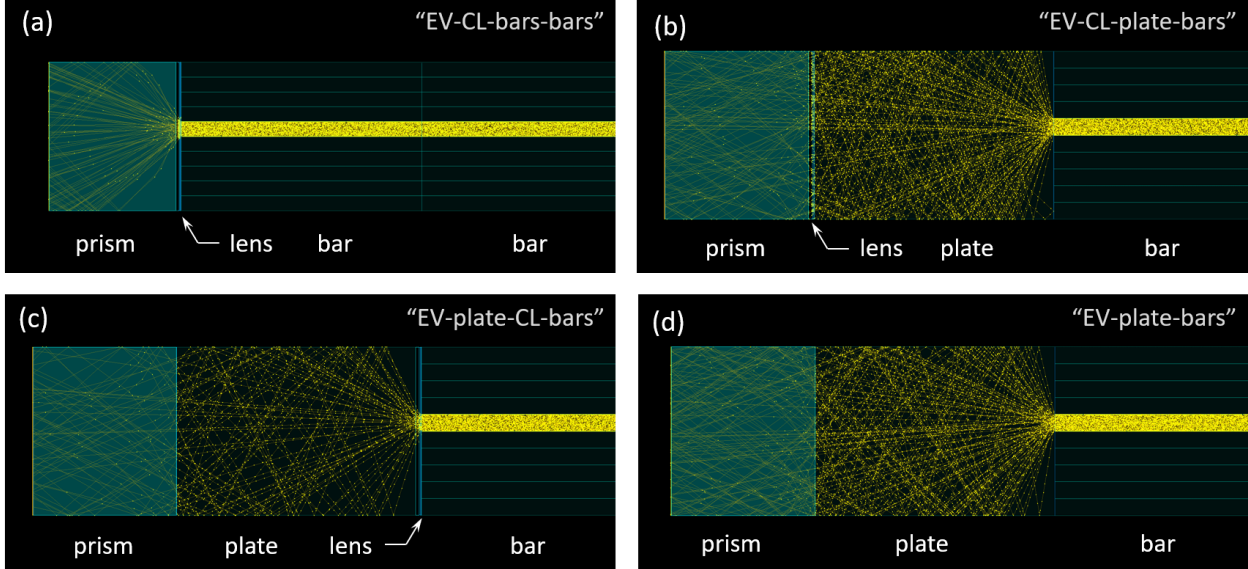 (a) “EV-CL-bars-bars”
prism lens bar bar
(b) “EV-CL-plate-bars”
prism lens plate bar
(c) “EV-plate-CL-bars”
prism plate lens bar
(d) “EV-plate-bars”
prism plate bar